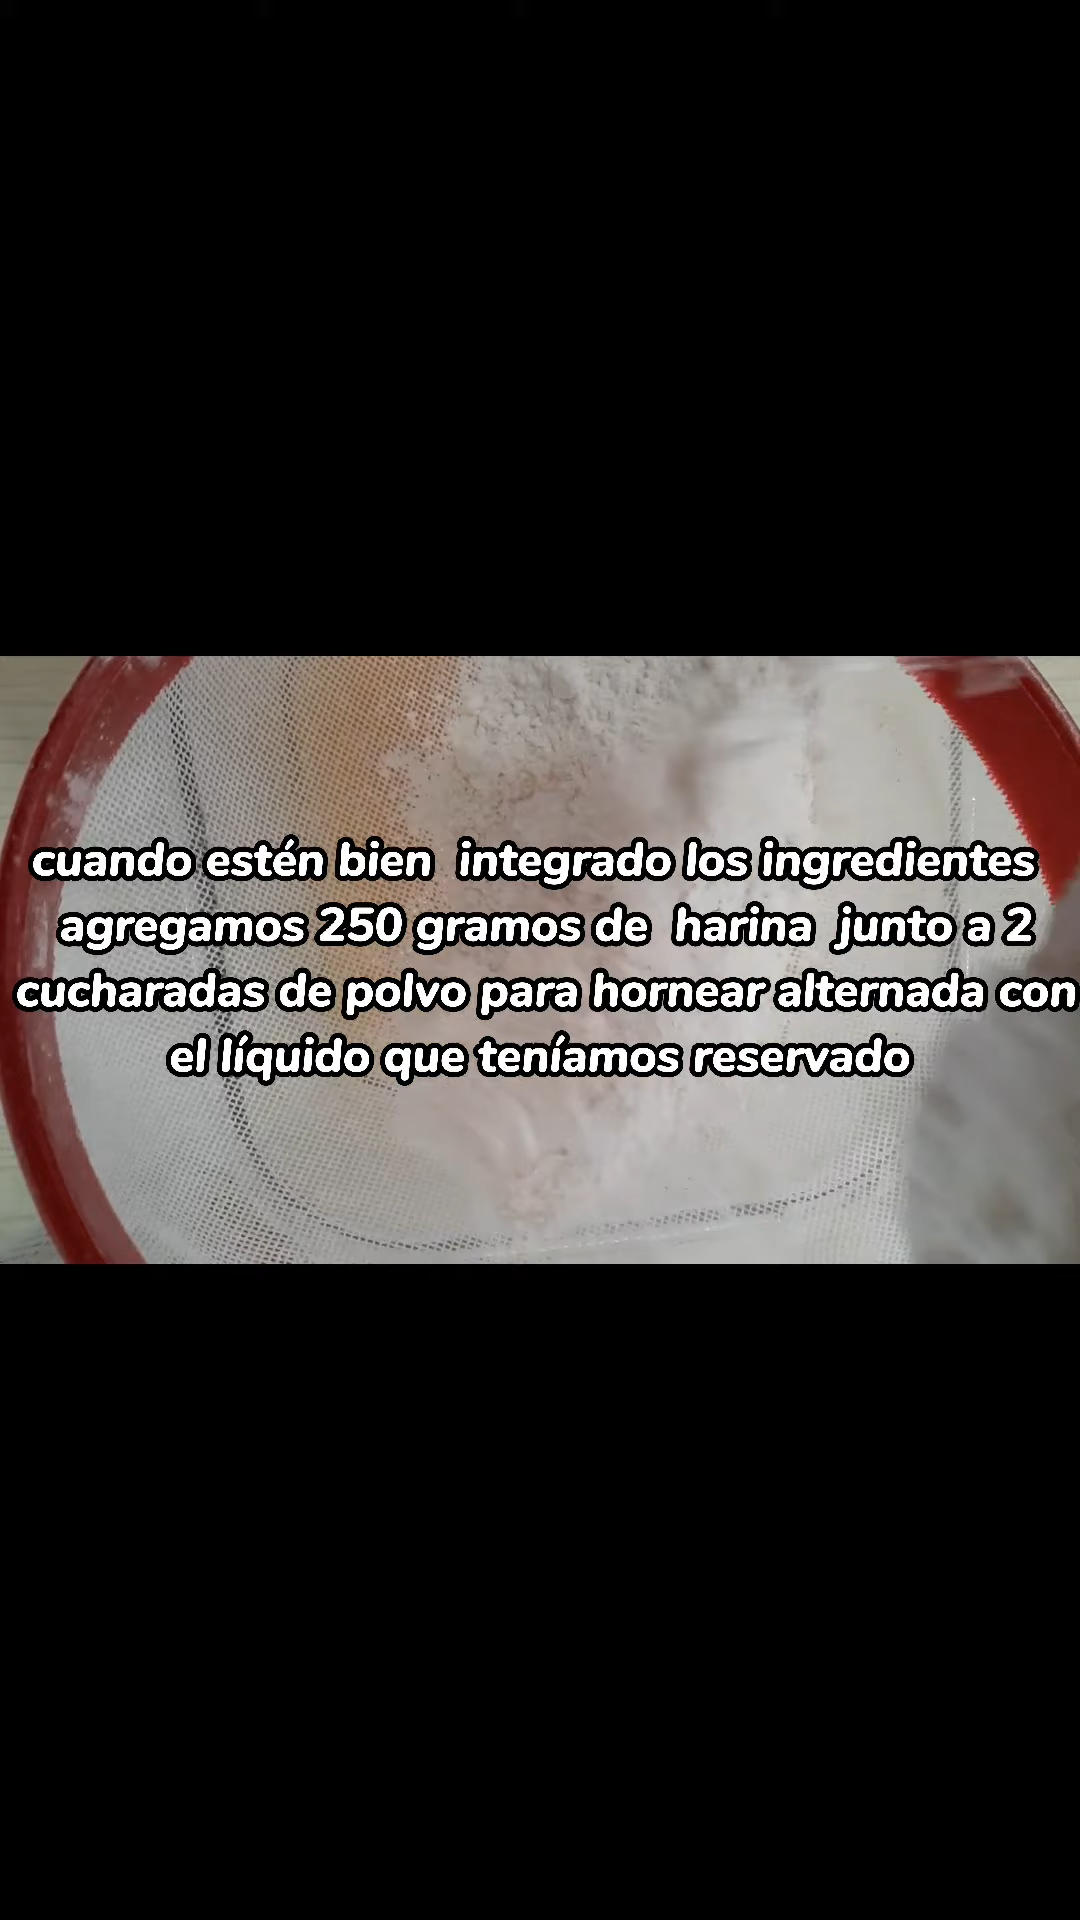 cuando estén bien integrado los ingredientes
agregamos 250 gramos de harina junto a 2
cucharadas de polvo para hornear alternada con
el líquido que teníamos reservado